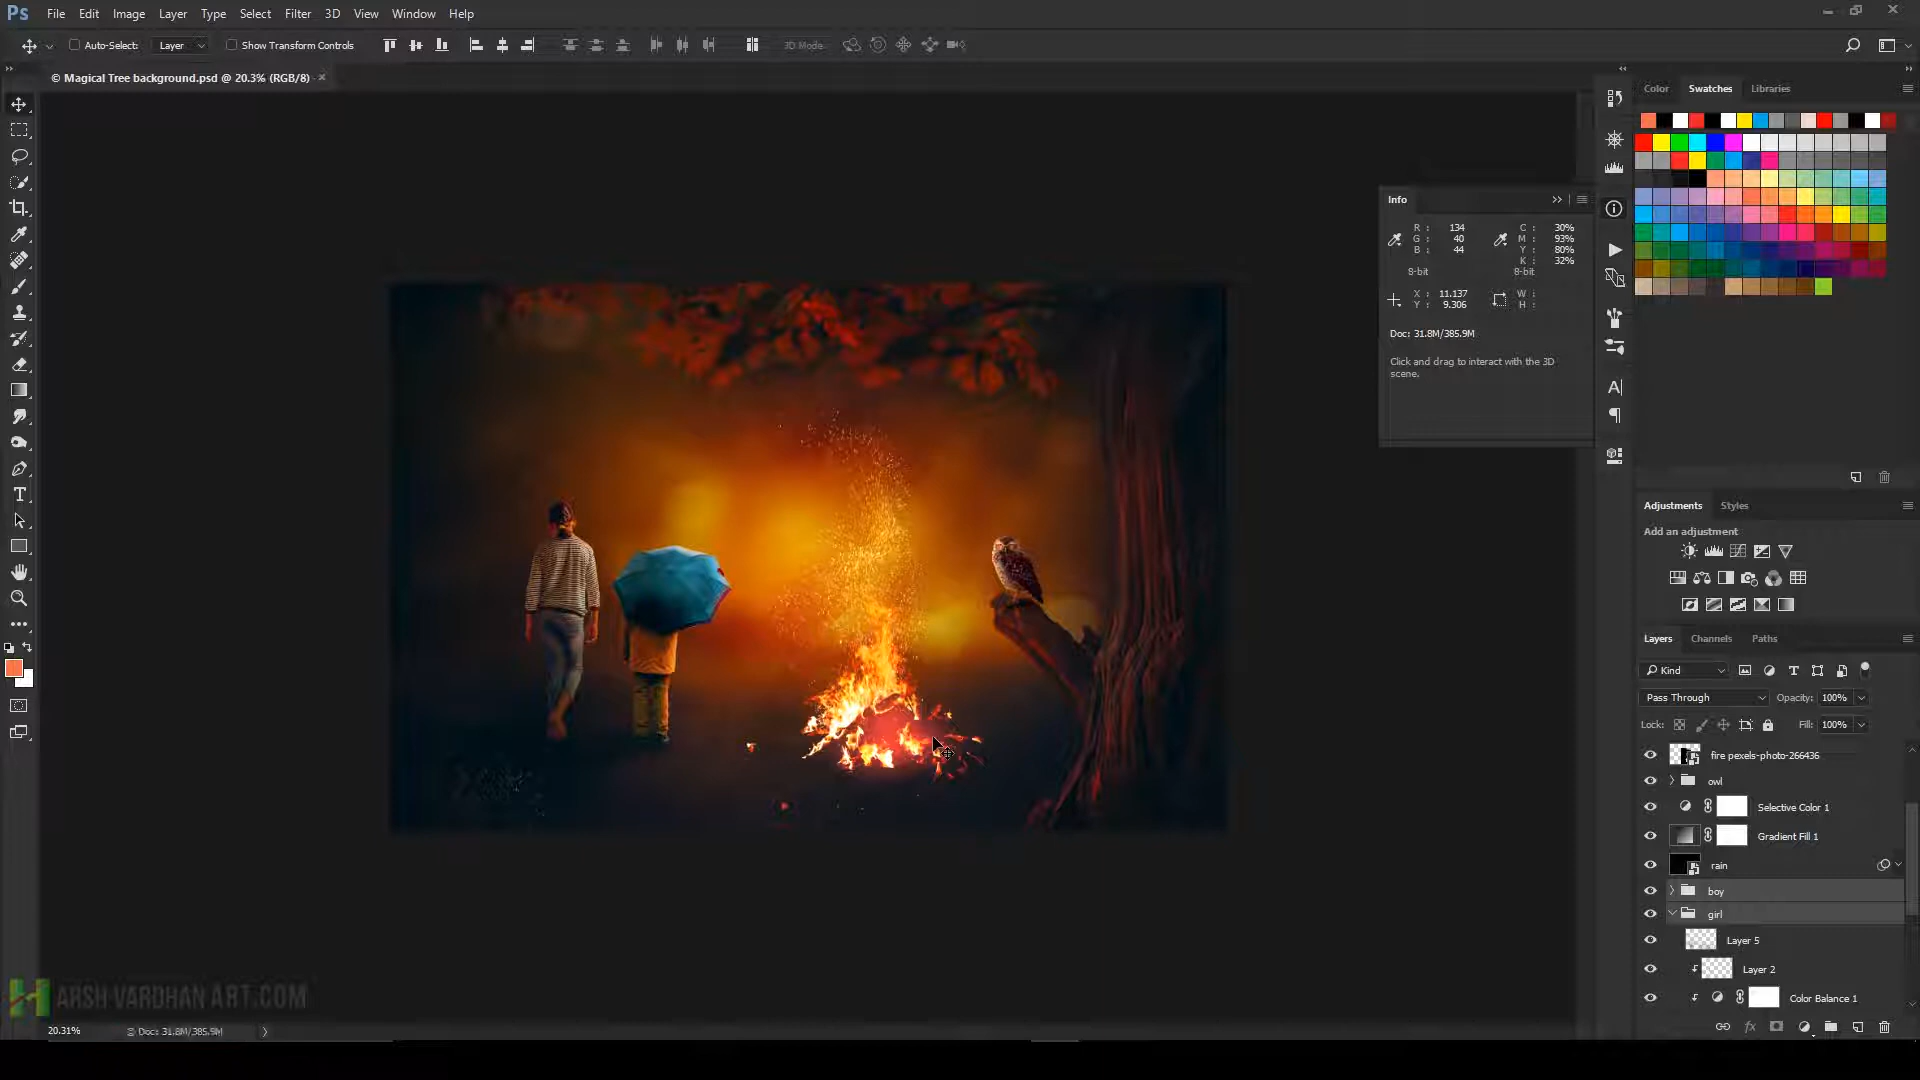 Ps File Edit Image Layer Type Select Filter 3D View Window Help
Auto-Select: Layer Show Transform Controls 3D Mode
© Magical Tree background.psd @ 20.3% (RGB/8) ×
Color Swatches Libraries
Info
R : 134 C : 30%
G : 40 M : 93%
B : 44 Y : 80%
K : 32%
8-bit 8-bit
X : 11.137 W :
Y : 9.306 H :
Doc: 31.8M/385.9M
Click and drag to interact with the 3D
scene.
Adjustments Styles
Add an adjustment
Layers Channels Paths
Kind
Pass Through Opacity: 100%
Lock: Fill: 100%
fire pexels-photo-266436
owl
Selective Color 1
Gradient Fill 1
rain
boy
girl
Layer 5
Layer 2
Color Balance 1
ARSH-VARDHAN ART.COM
20.31% Doc: 31.8M/385.9M